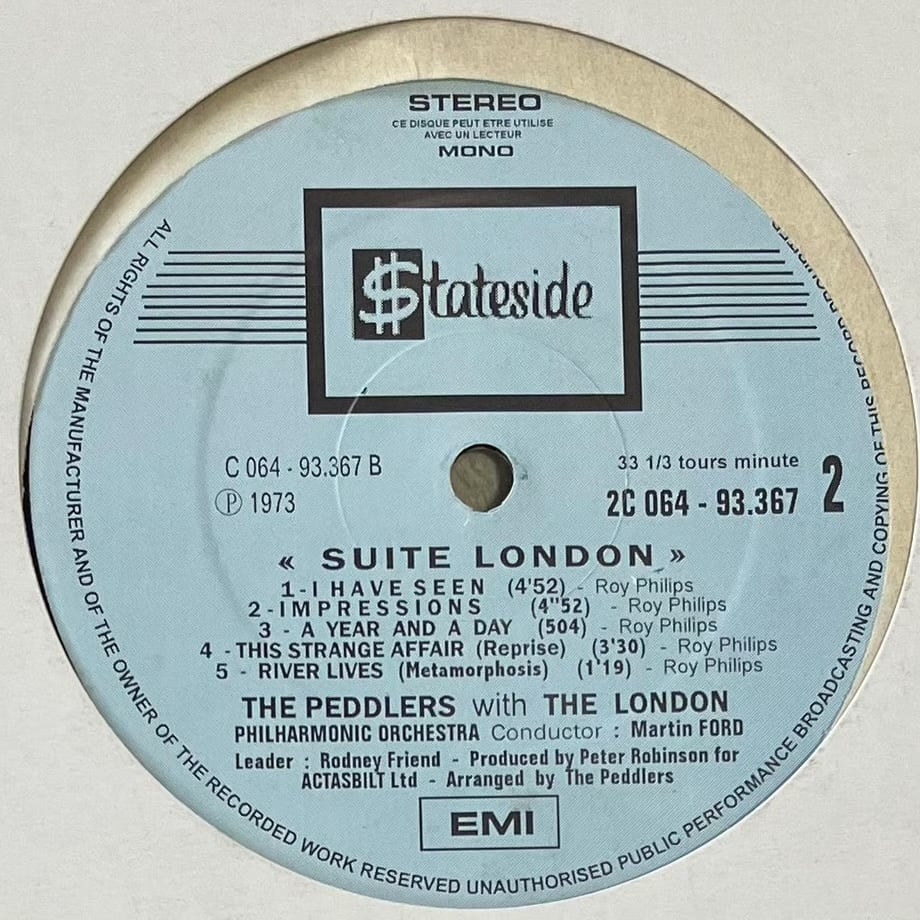 STEREO
CE DISQUE PEUT ETRE UTILISE
AVEC UN LECTEUR
MONO
$tateside
C 064 - 93.367 B
℗ 1973
33 1/3 tours minute
2C 064 - 93.367
2
« SUITE LONDON »
1 - I HAVE SEEN (4'52) - Roy Philips
2 - IMPRESSIONS (4"52) - Roy Philips
3 - A YEAR AND A DAY (504) - Roy Philips
4 - THIS STRANGE AFFAIR (Reprise) (3'30) - Roy Philips
5 - RIVER LIVES (Metamorphosis) (1'19) - Roy Philips
THE PEDDLERS with THE LONDON
PHILHARMONIC ORCHESTRA Conductor : Martin FORD
Leader : Rodney Friend - Produced by Peter Robinson for
ACTASBILT Ltd - Arranged by The Peddlers
EMI
ALL RIGHTS OF THE MANUFACTURER AND OF THE OWNER OF THE RECORDED WORK RESERVED UNAUTHORISED PUBLIC PERFORMANCE BROADCASTING AND COPYING OF THIS RECORD